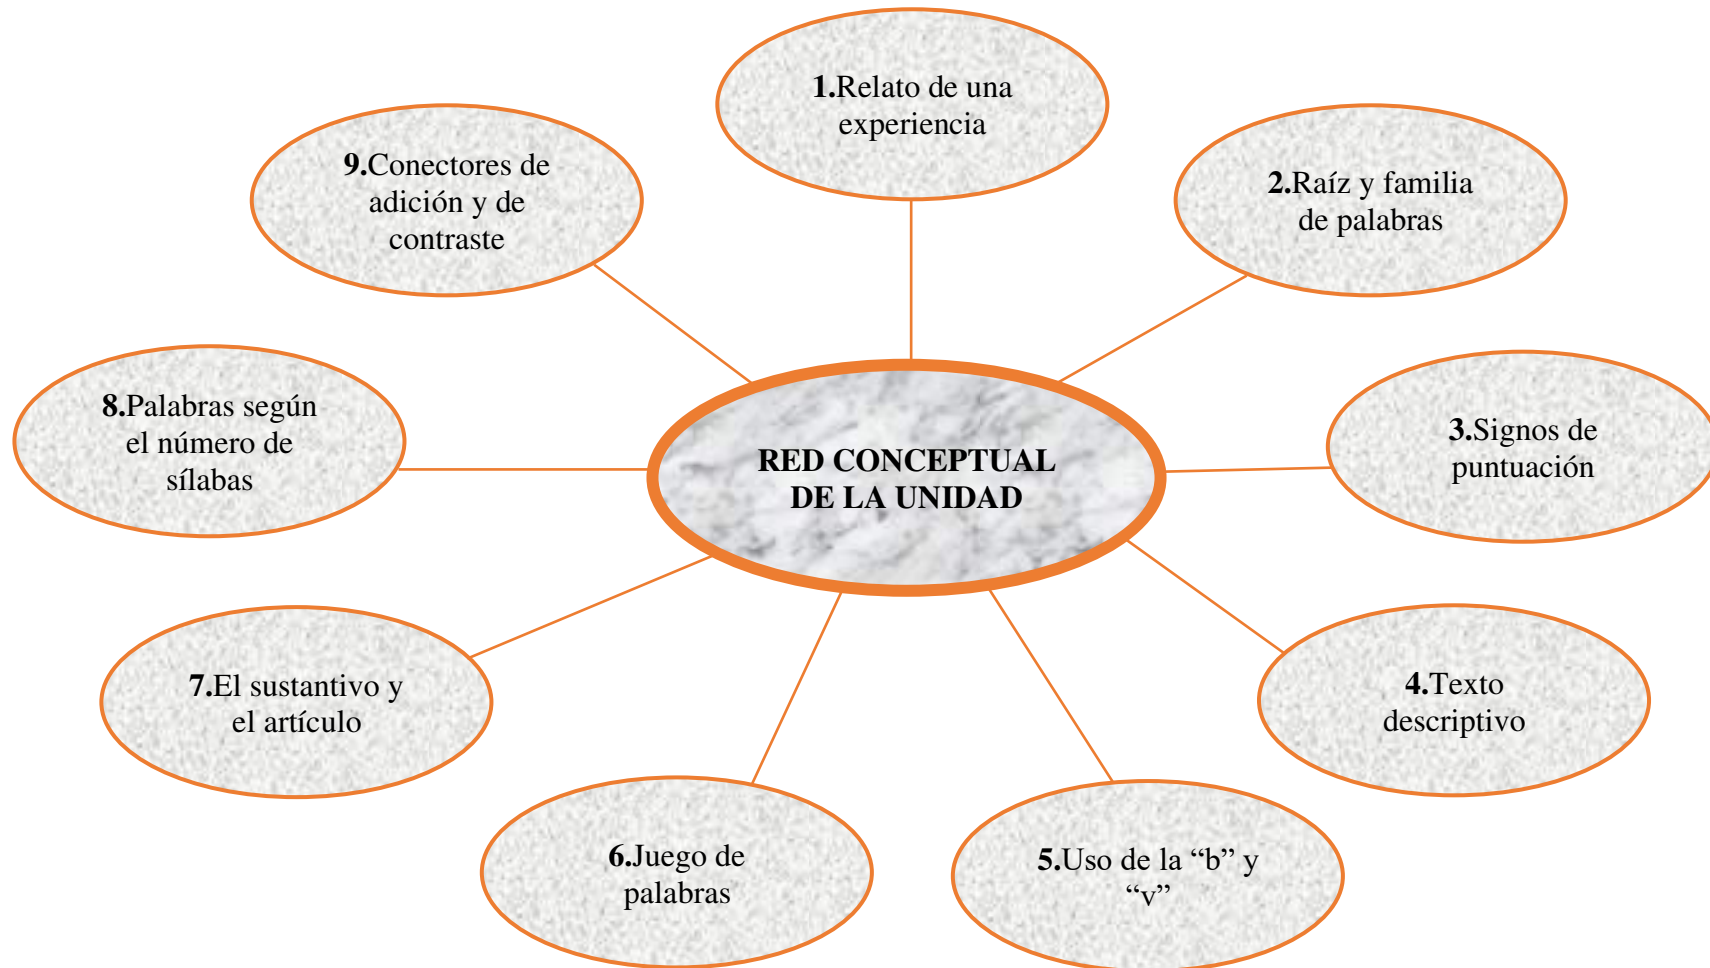 1.Relato de una
experiencia
2.Raíz y familia
de palabras
3.Signos de
puntuación
4.Texto
descriptivo
5.Uso de la “b” y
“v”
6.Juego de
palabras
7.El sustantivo y
el artículo
8.Palabras según
el número de
sílabas
9.Conectores de
adición y de
contraste
RED CONCEPTUAL
DE LA UNIDAD